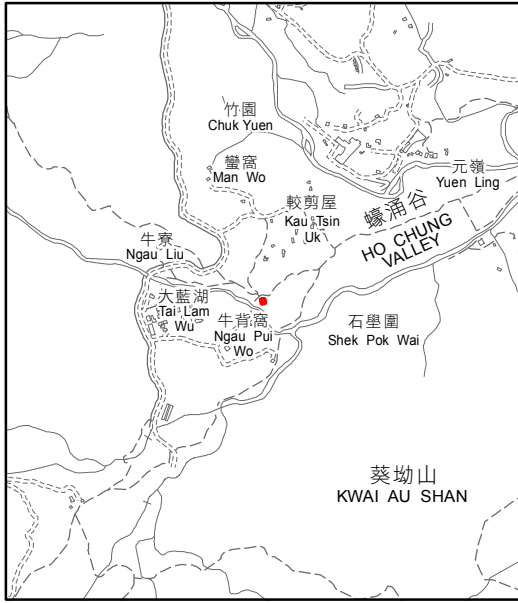 竹園
Chuk Yuen
蠻窩
Man Wo
元嶺
Yuen Ling
較剪屋
Kau Tsin
Uk
蠔涌谷
HO CHUNG
VALLEY
牛寮
Ngau Liu
大藍湖
Tai Lam
Wu
牛背窩
Ngau Pui
Wo
石壆圍
Shek Pok Wai
葵坳山
KWAI AU SHAN